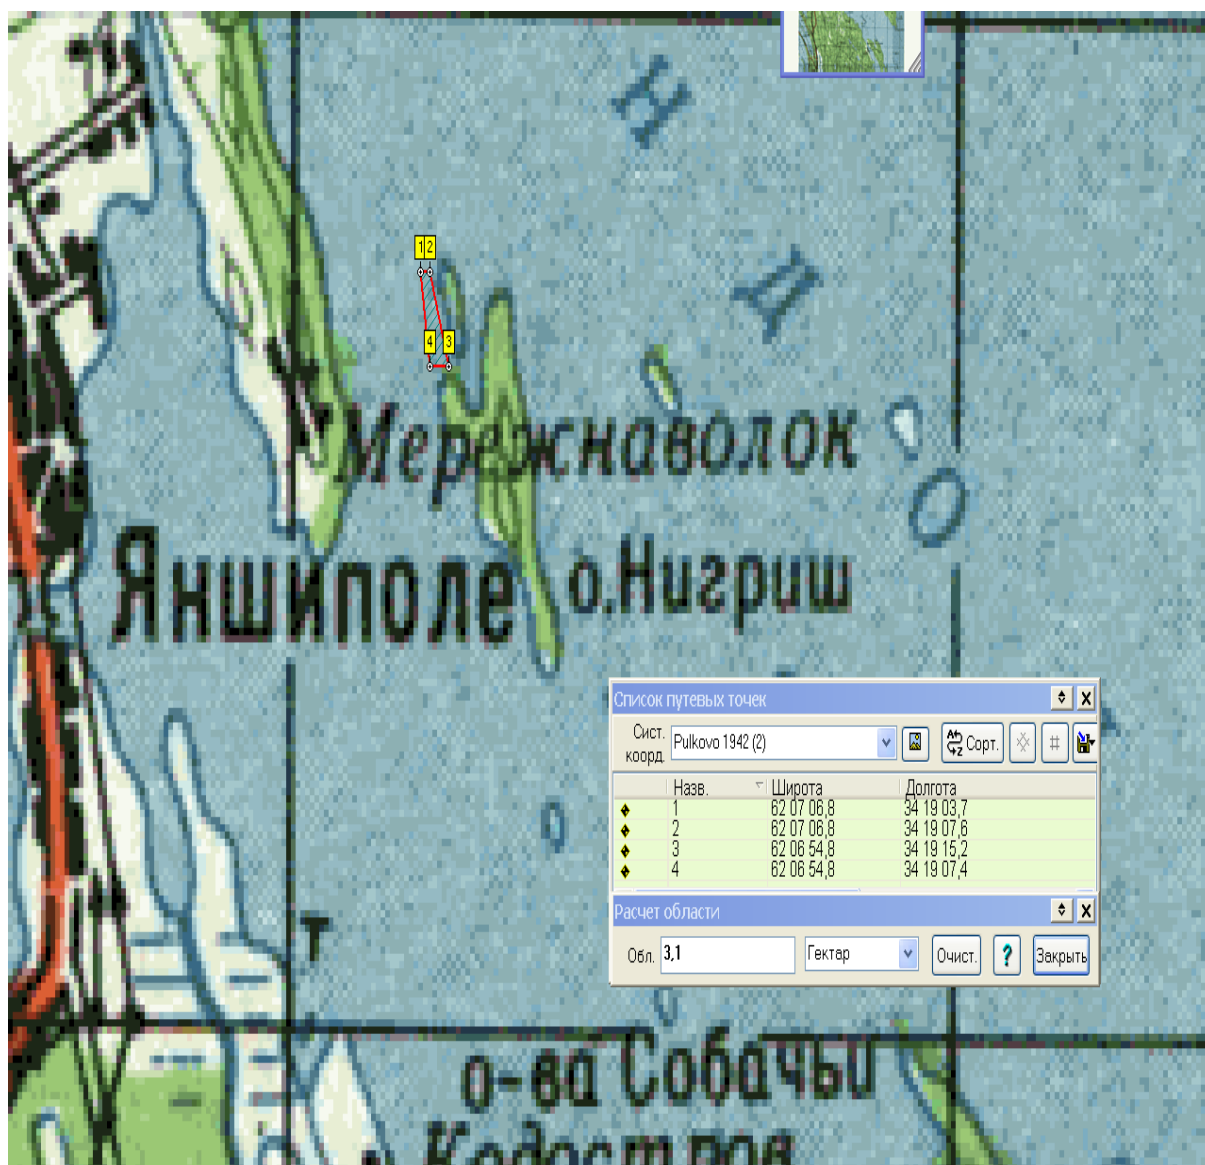 Н
Д
1 2
4 3
Мережнаволок
Яншиполе
о.Нигриш
Список путевых точек
Сист. коорд. Pulkovo 1942 (2) Сорт.
Назв. Широта Долгота
1 62 07 06,8 34 19 03,7
2 62 07 06,8 34 19 07,6
3 62 06 54,8 34 19 15,2
4 62 06 54,8 34 19 07,4
Расчет области
Обл. 3,1 Гектар Очист. ? Закрыть
т
о-ва Собачьи
Кодостров